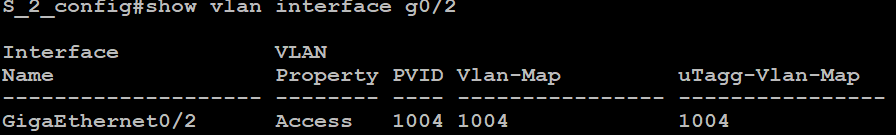 S_2_config#show vlan interface g0/2
Interface            VLAN
Name                 Property PVID Vlan-Map         uTagg-Vlan-Map
-------------------- -------- ---- ---------------- ----------------
GigaEthernet0/2      Access   1004 1004             1004